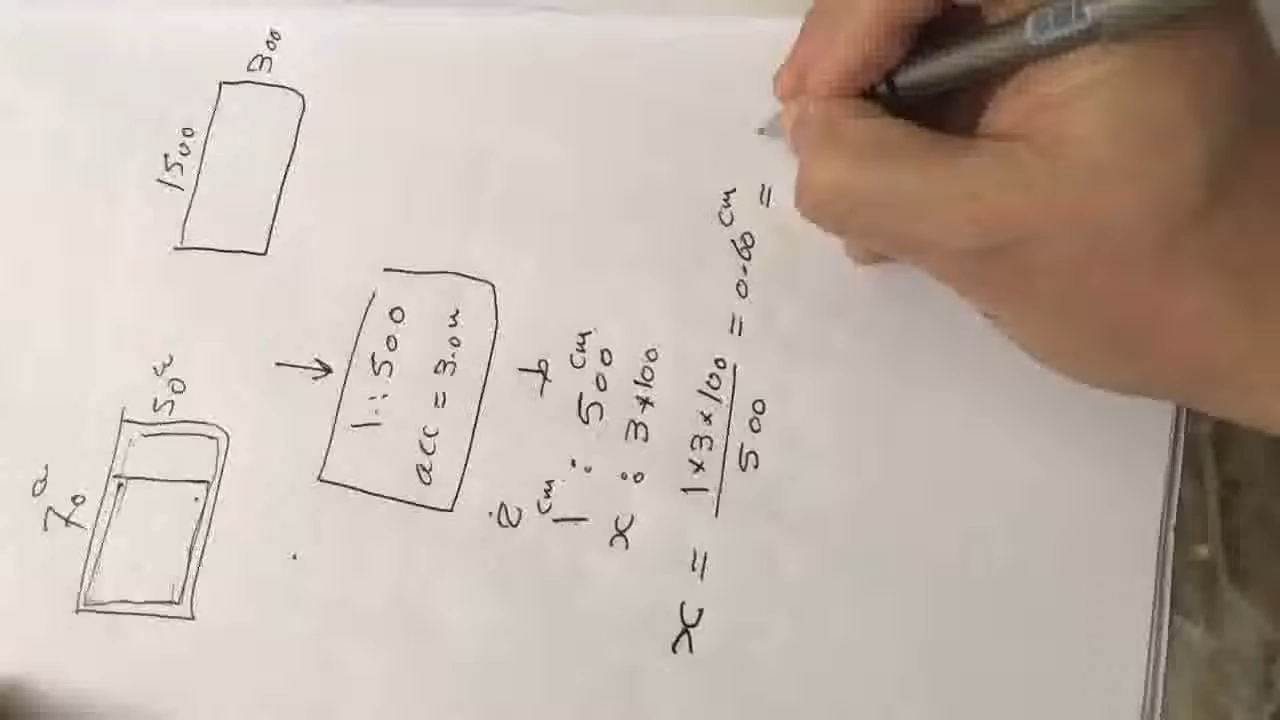 1500
300
70
50
↓
1 : 500
acc = 3.0 m
1 cm : 500 cm
x : 3 x 100
x = 1 x 3 x 100 / 500 = 0.60 cm
=